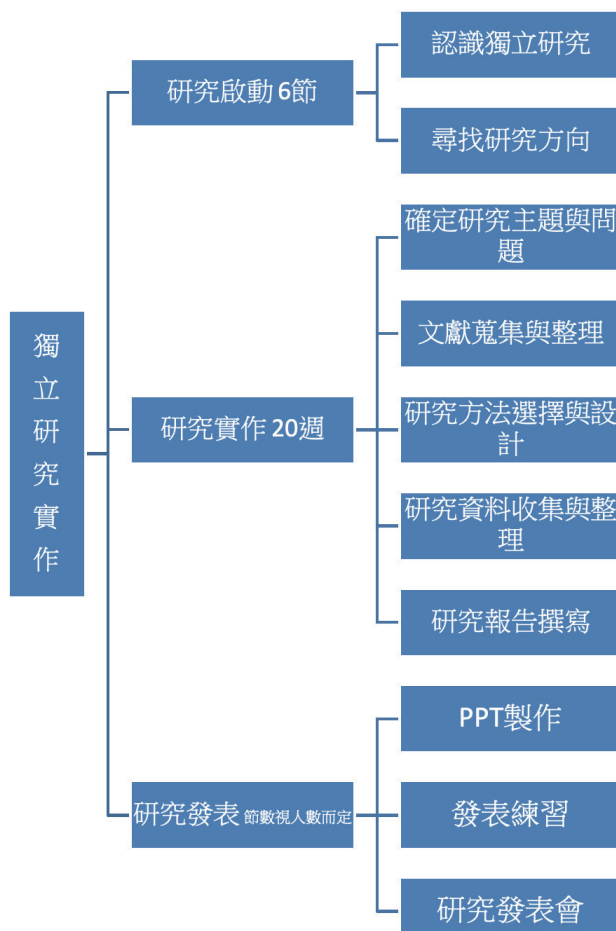 獨立研究實作
研究啟動 6節
認識獨立研究
尋找研究方向
研究實作 20週
確定研究主題與問
題
文獻蒐集與整理
研究方法選擇與設
計
研究資料收集與整
理
研究報告撰寫
研究發表 節數視人數而定
PPT製作
發表練習
研究發表會